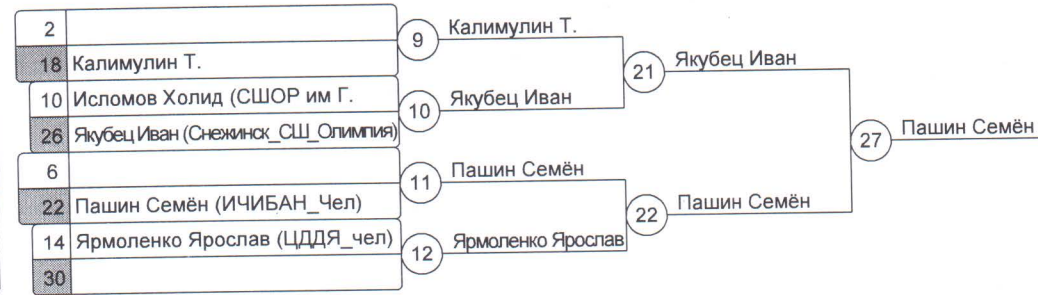 2
18 Калимулин Т.
10 Исломов Холид (СШОР им Г.
26 Якубец Иван (Снежинск_СШ_Олимпия)
6
22 Пашин Семён (ИЧИБАН_Чел)
14 Ярмоленко Ярослав (ЦДДЯ_чел)
30
9 Калимулин Т.
10 Якубец Иван
11 Пашин Семён
12 Ярмоленко Ярослав
21 Якубец Иван
22 Пашин Семён
27 Пашин Семён